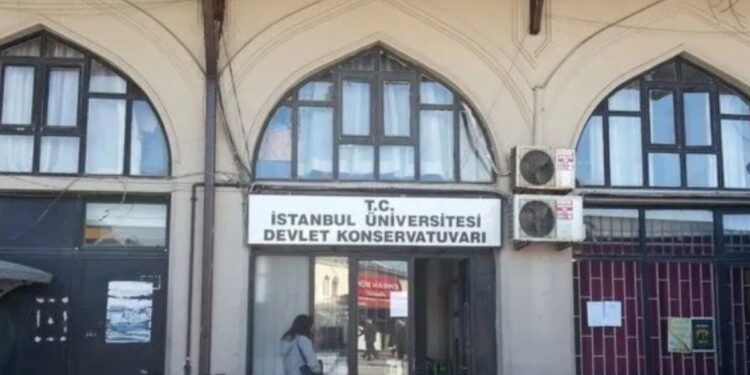 T.C.
İSTANBUL ÜNİVERSİTESİ
DEVLET KONSERVATUVARI